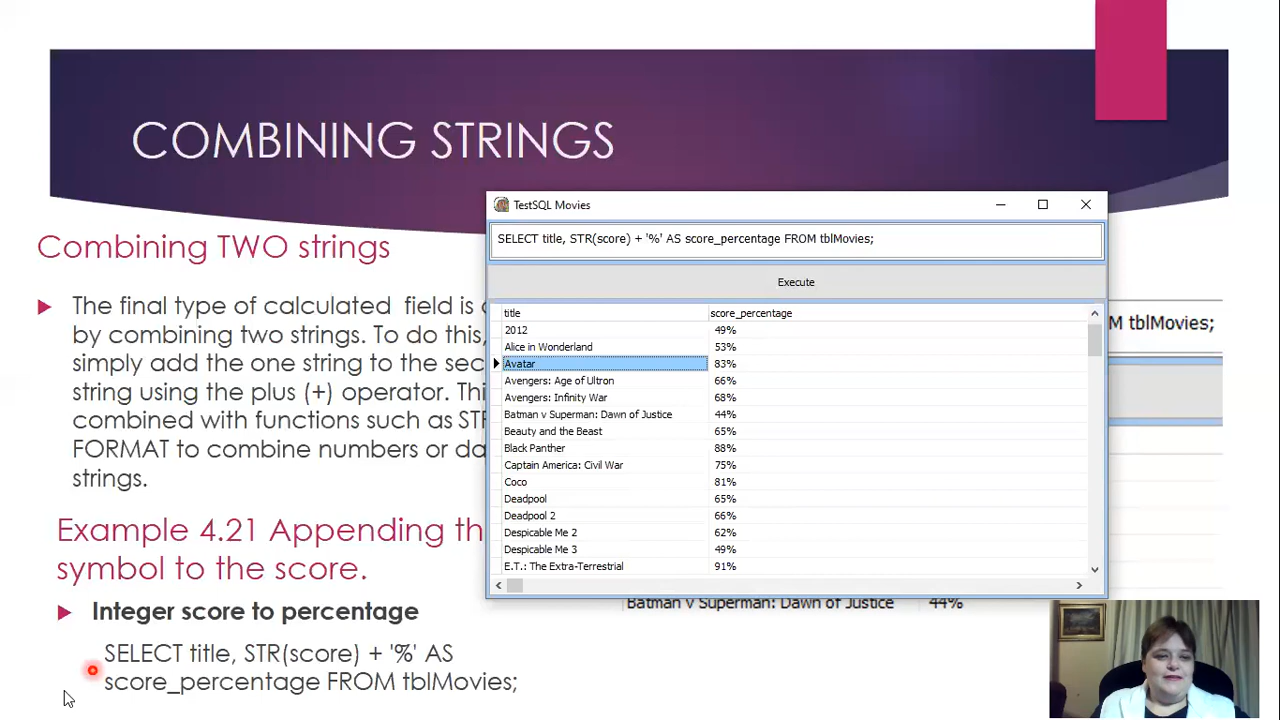 COMBINING STRINGS
Combining TWO strings
The final type of calculated field is
by combining two strings. To do this,
simply add the one string to the
string using the plus (+) operator.
combined with functions such as
FORMAT to combine numbers or
strings.
Example 4.21 Appending
symbol to the score.
Integer score to percentage
SELECT title, STR(score) + '%' AS
score_percentage FROM tblMovies;
TestSQL Movies
SELECT title, STR(score) + '%' AS score_percentage FROM tblMovies;
Execute
title score_percentage
2012 49%
Alice in Wonderland 53%
Avatar 83%
Avengers: Age of Ultron 66%
Avengers: Infinity War 68%
Batman v Superman: Dawn of Justice 44%
Beauty and the Beast 65%
Black Panther 88%
Captain America: Civil War 75%
Coco 81%
Deadpool 65%
Deadpool 2 66%
Despicable Me 2 62%
Despicable Me 3 49%
E.T.: The Extra-Terrestrial 91%
M tblMovies;
Batman v Superman: Dawn of Justice 44%